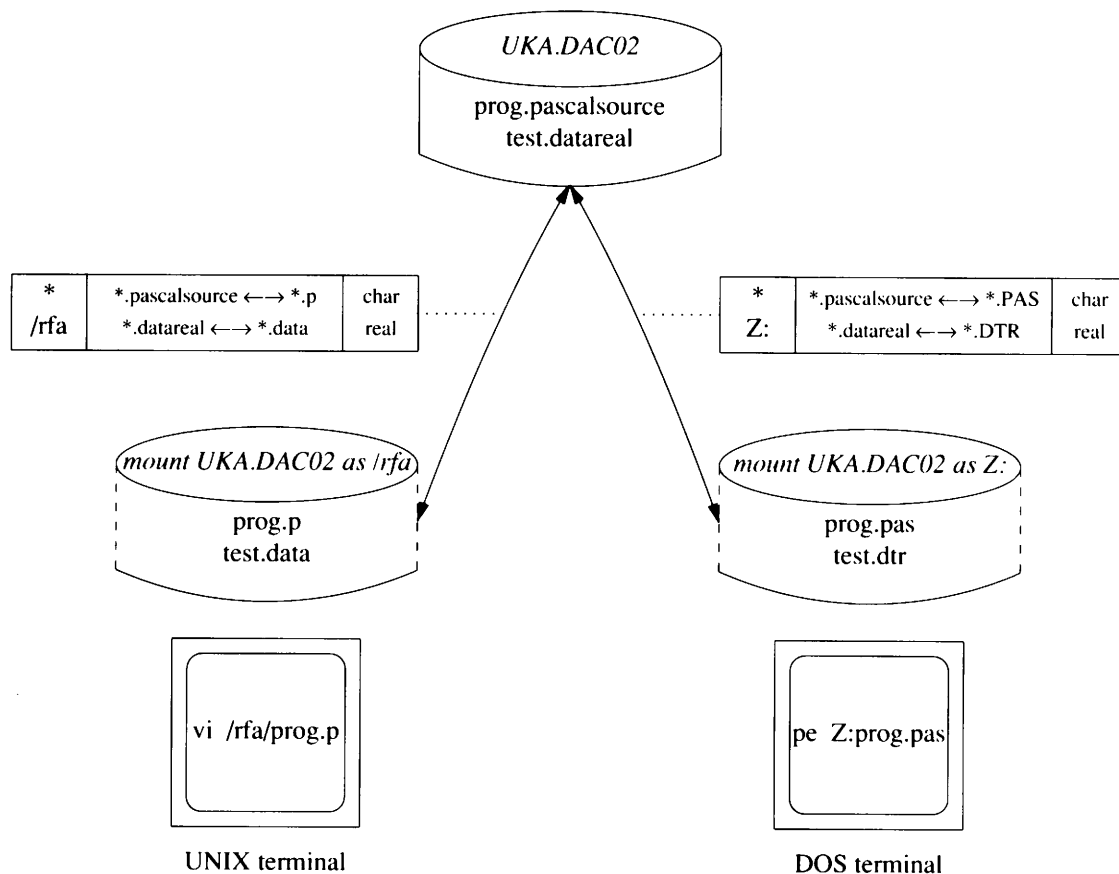 UKA.DAC02
prog.pascalsource
test.datareal
*
/rfa
*.pascalsource ←→ *.p
*.datareal ←→ *.data
char
real
*
Z:
*.pascalsource ←→ *.PAS
*.datareal ←→ *.DTR
char
real
mount UKA.DAC02 as /rfa
prog.p
test.data
mount UKA.DAC02 as Z:
prog.pas
test.dtr
vi /rfa/prog.p
pe Z:prog.pas
UNIX terminal
DOS terminal